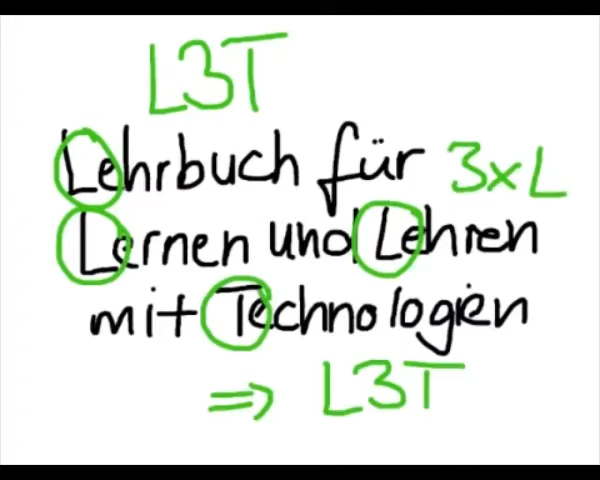 L3T
Lehrbuch für 3xL
Lernen und Lehren
mit Technologien
⇒ L3T